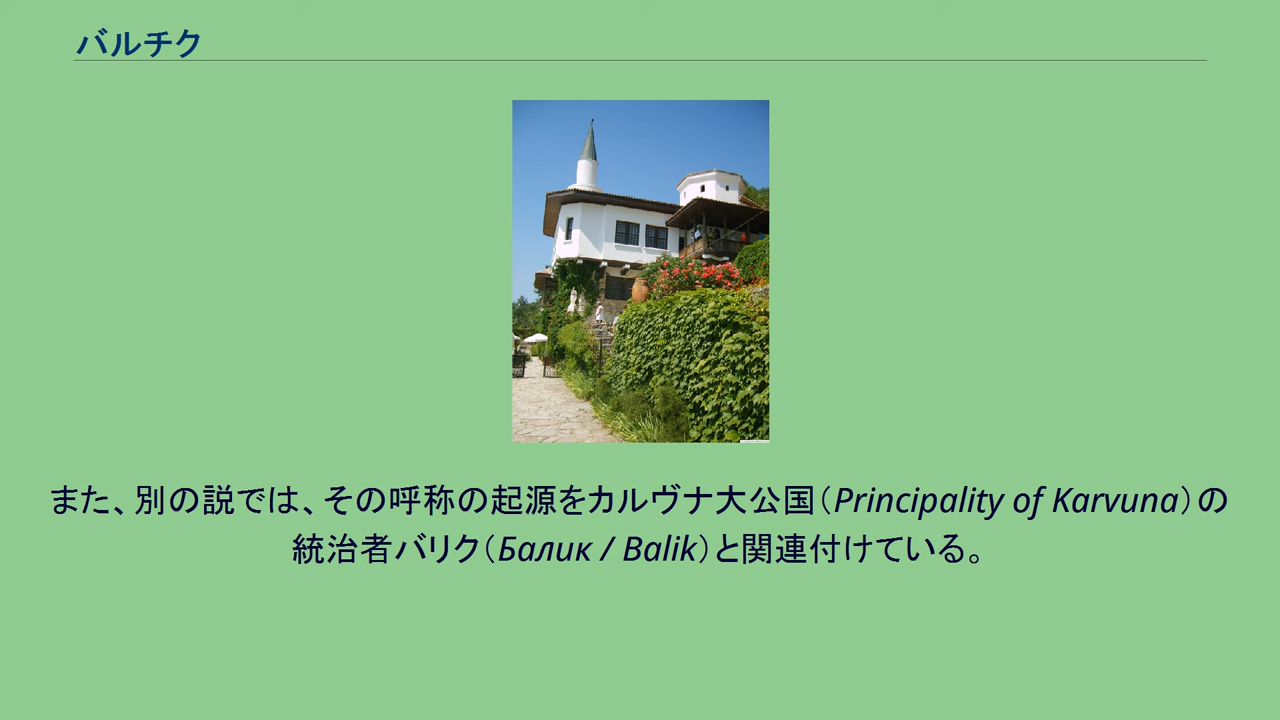 バルチク
また、別の説では、その呼称の起源をカルヴナ大公国（Principality of Karvuna）の
統治者バリク（Балик / Balik）と関連付けている。